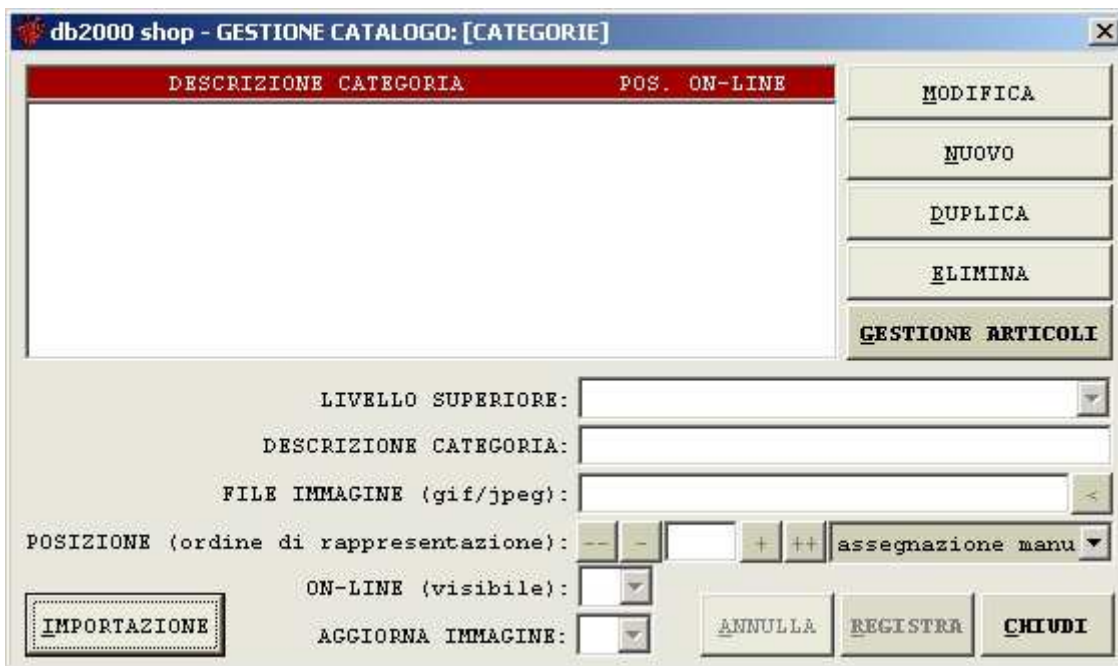 db2000 shop - GESTIONE CATALOGO: [CATEGORIE]
DESCRIZIONE CATEGORIA POS. ON-LINE
MODIFICA
NUOVO
DUPLICA
ELIMINA
GESTIONE ARTICOLI
LIVELLO SUPERIORE:
DESCRIZIONE CATEGORIA:
FILE IMMAGINE (gif/jpeg): <
POSIZIONE (ordine di rappresentazione): -- - + ++ assegnazione manu
ON-LINE (visibile):
IMPORTAZIONE
AGGIORNA IMMAGINE:
ANNULLA REGISTRA CHIUDI